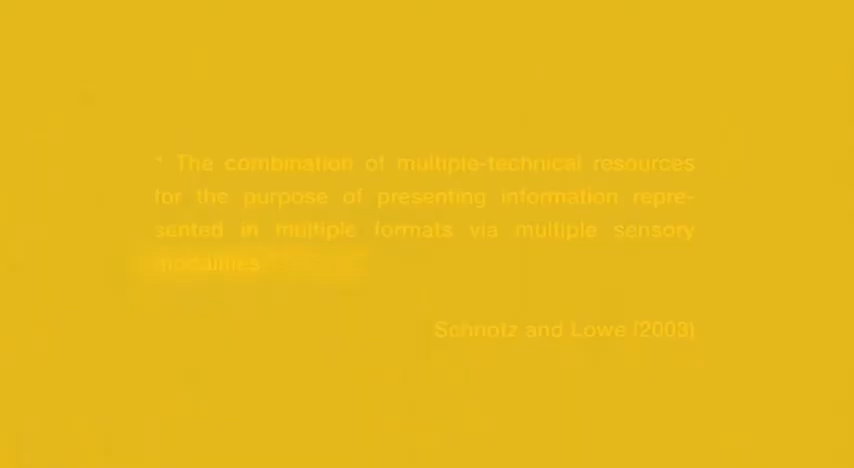 " The combination of multiple-technical resources
for the purpose of presenting information repre-
sented in multiple formats via multiple sensory
modalities
Schnotz and Lowe (2003)